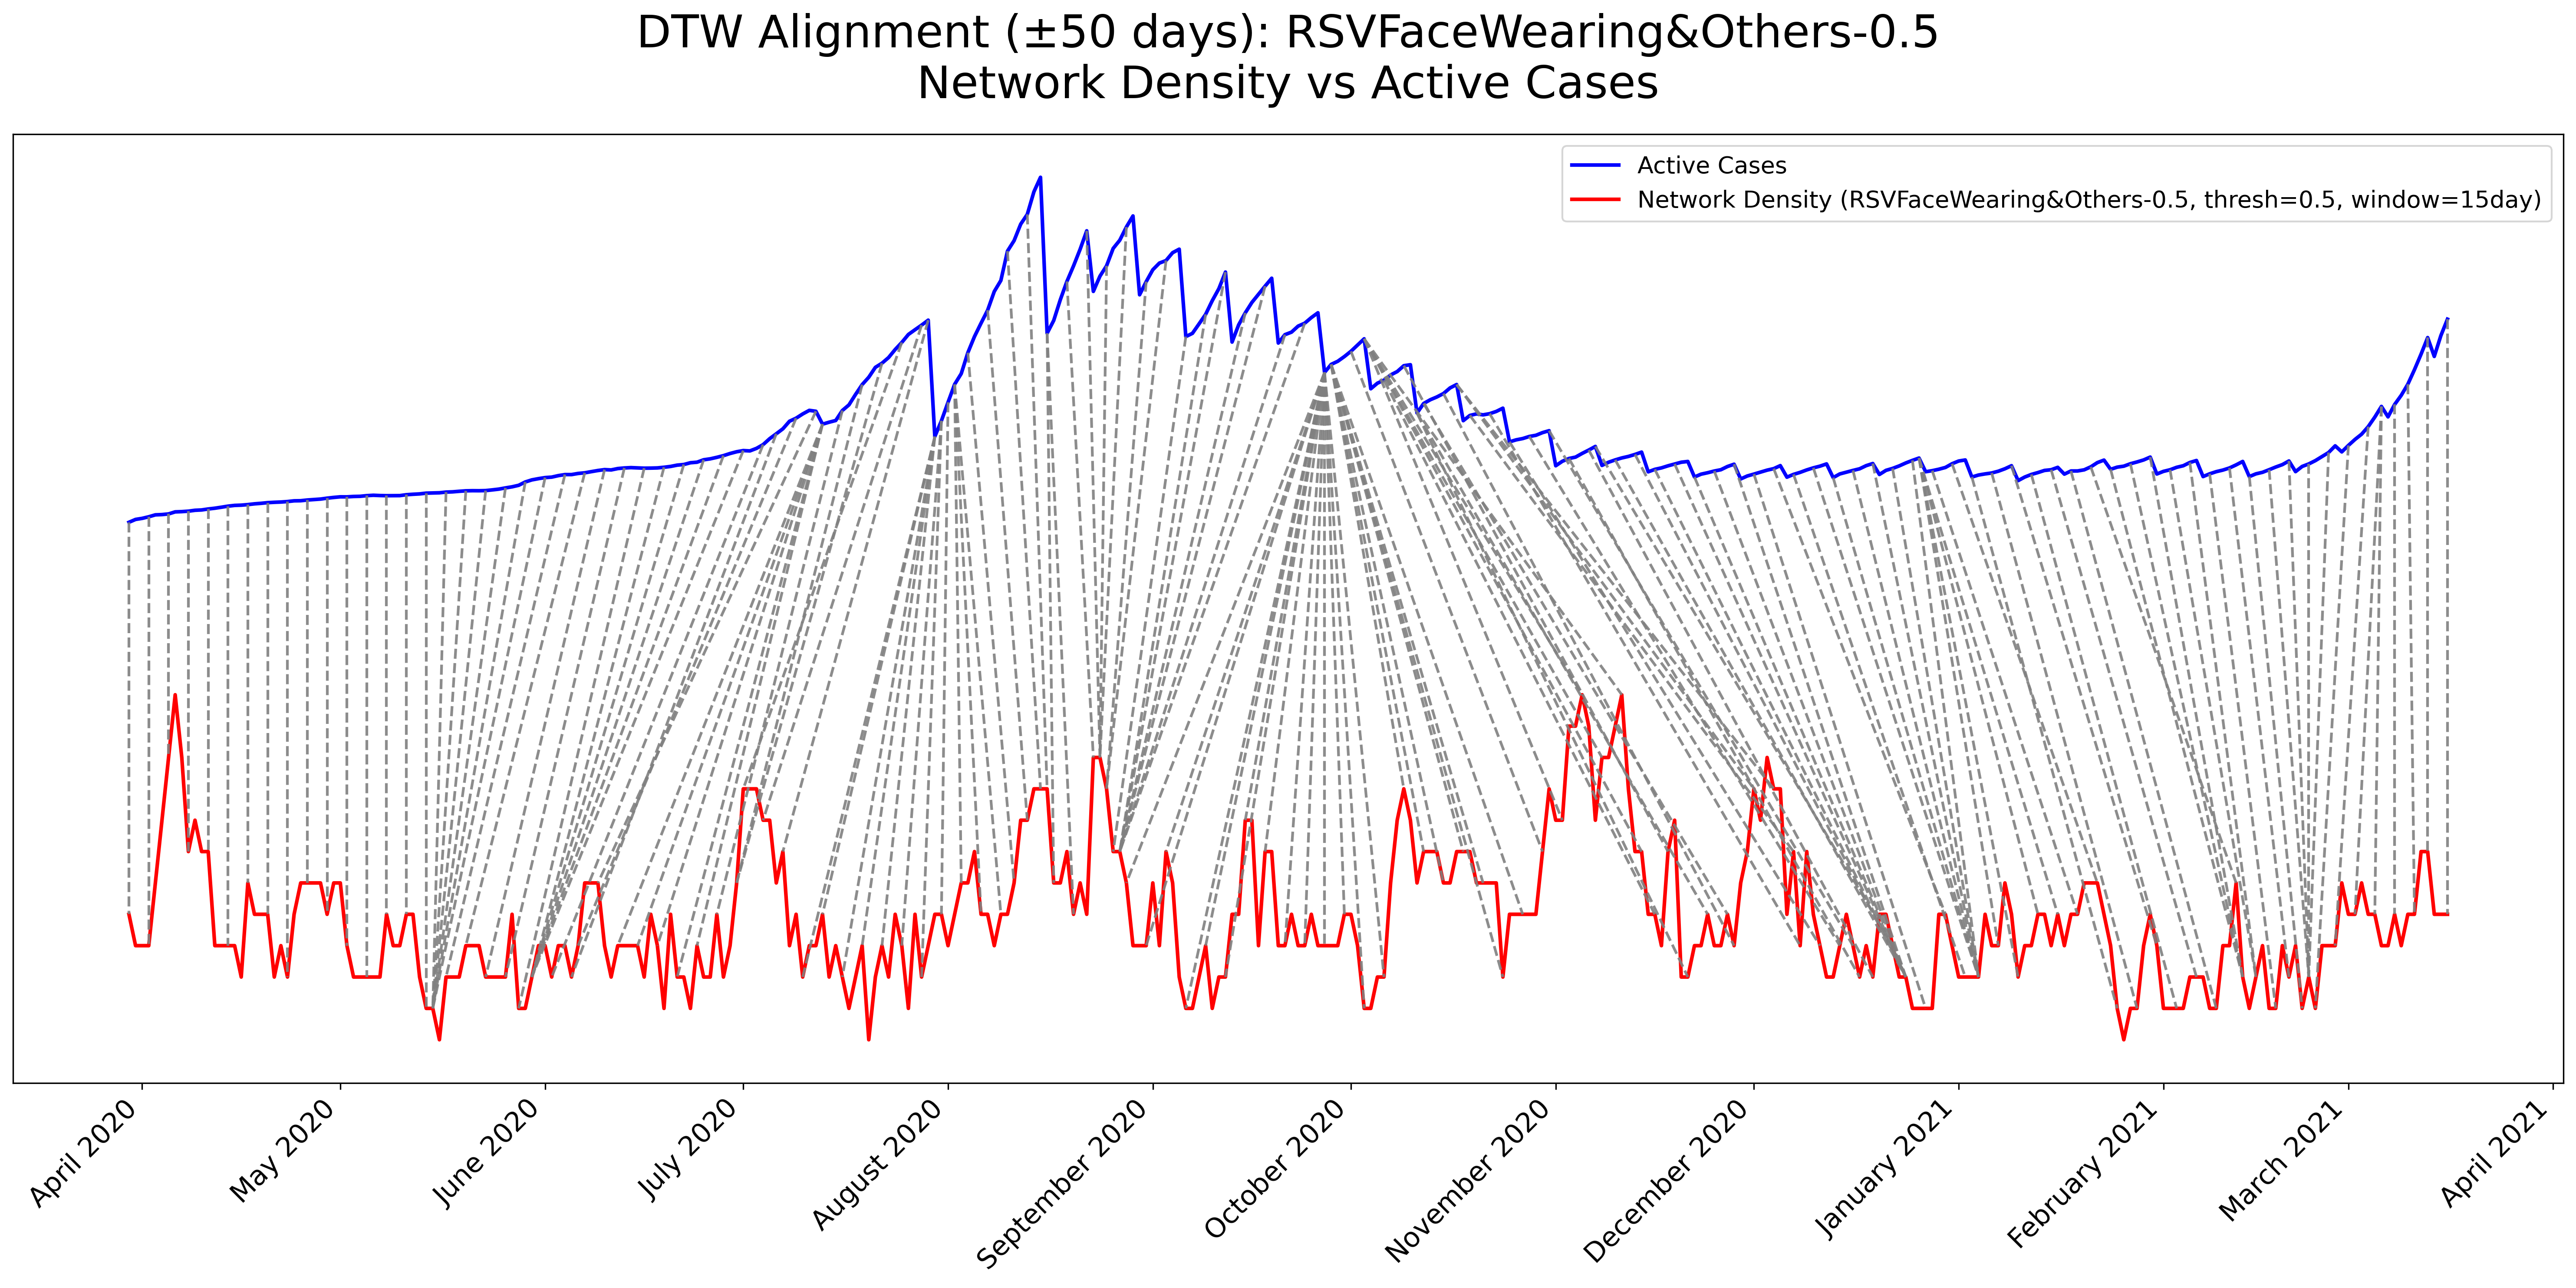 DTW Alignment (±50 days): RSVFaceWearing&Others-0.5
Network Density vs Active Cases
Active Cases
Network Density (RSVFaceWearing&Others-0.5, thresh=0.5, window=15day)
April 2020
May 2020
June 2020
July 2020
August 2020
September 2020
October 2020
November 2020
December 2020
January 2021
February 2021
March 2021
April 2021